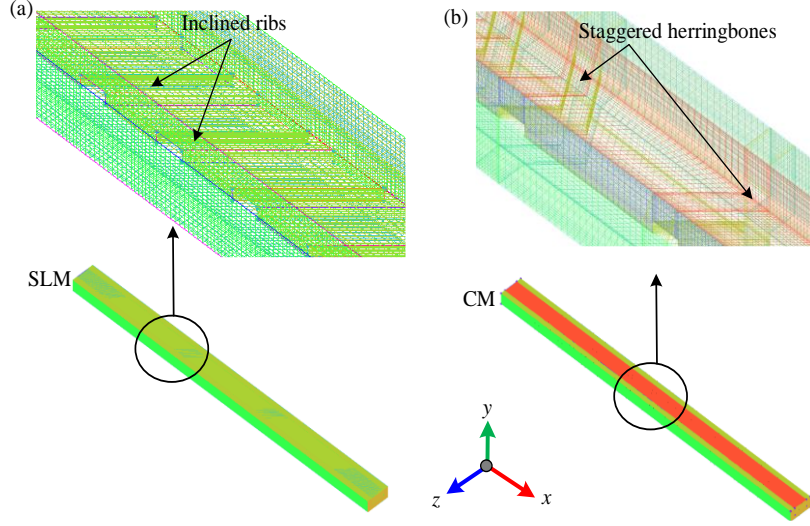 (a)
Inclined ribs
SLM
(b)
Staggered herringbones
CM
y
z
x